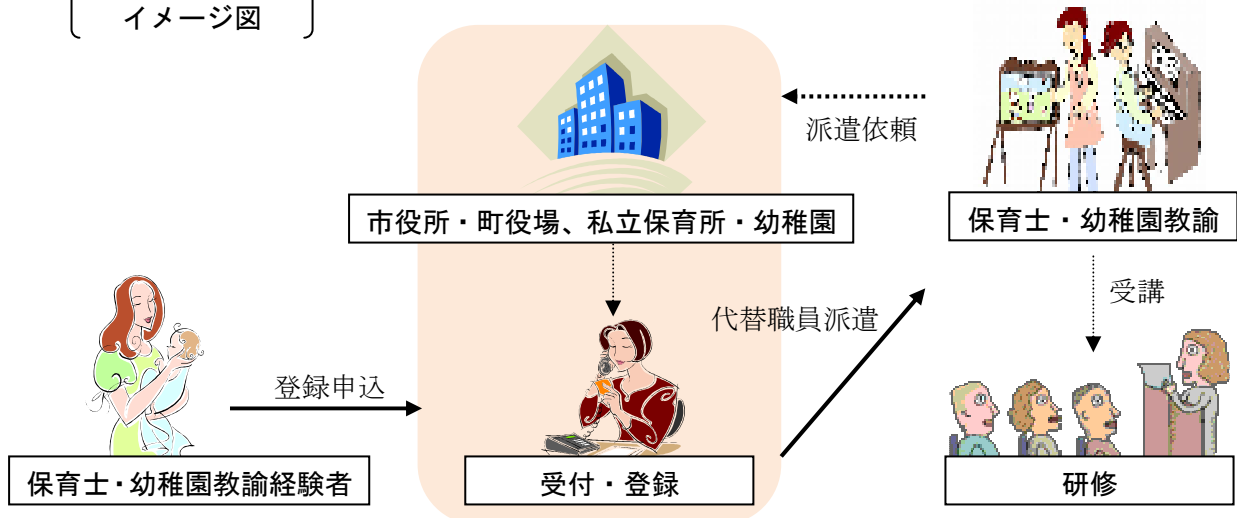 イメージ図
派遣依頼
市役所・町役場、私立保育所・幼稚園
保育士・幼稚園教諭
受講
代替職員派遣
登録申込
保育士・幼稚園教諭経験者
受付・登録
研修